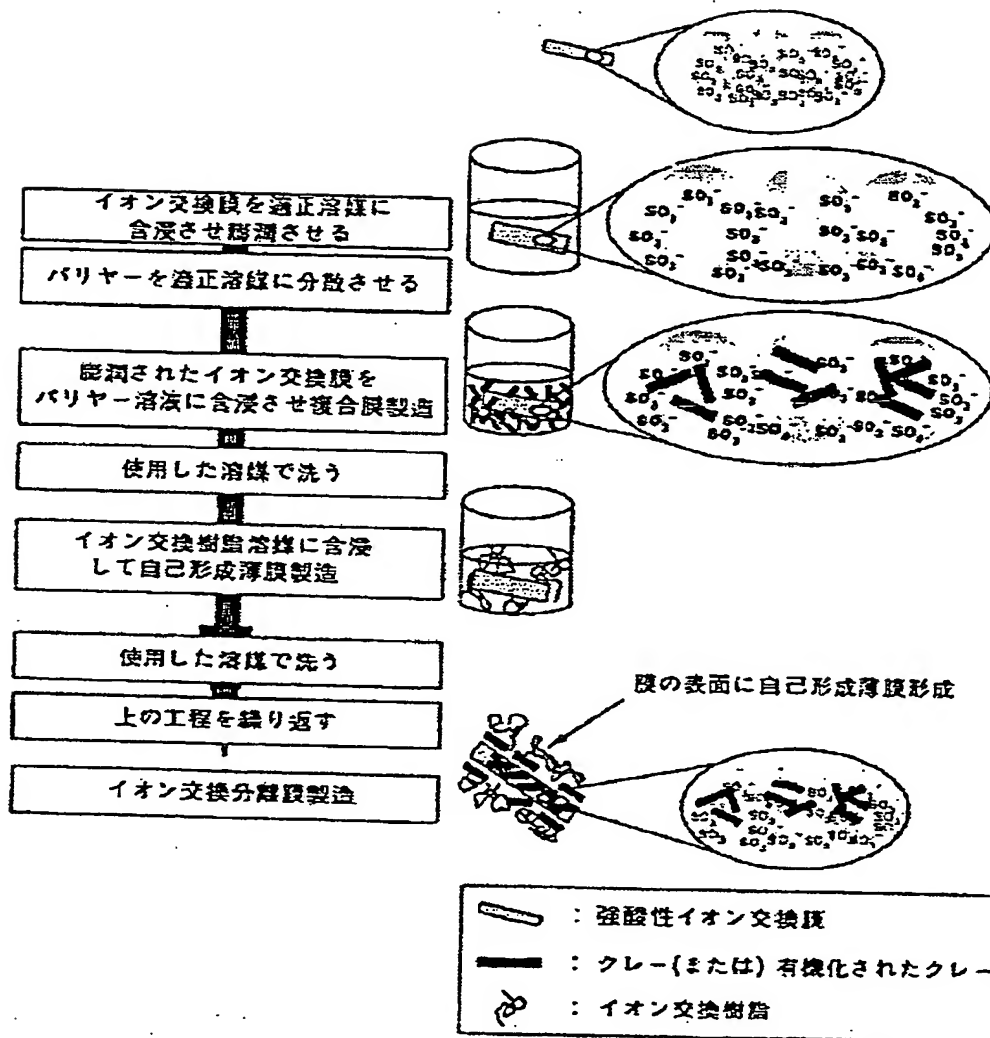 イオン交換膜を適正溶媒に
含浸させ膨潤させる
バリヤーを適正溶媒に分散させる
膨潤されたイオン交換膜を
バリヤー溶液に含浸させ複合膜製造
使用した溶媒で洗う
イオン交換樹脂溶媒に含浸
して自己形成薄膜製造
使用した溶媒で洗う
上の工程を繰り返す
イオン交換分離膜製造
SO₃⁻ SO₃⁻ SO₃⁻ SO₃⁻
膜の表面に自己形成薄膜形成
: 強酸性イオン交換膜
: クレー(または) 有機化されたクレー
: イオン交換樹脂